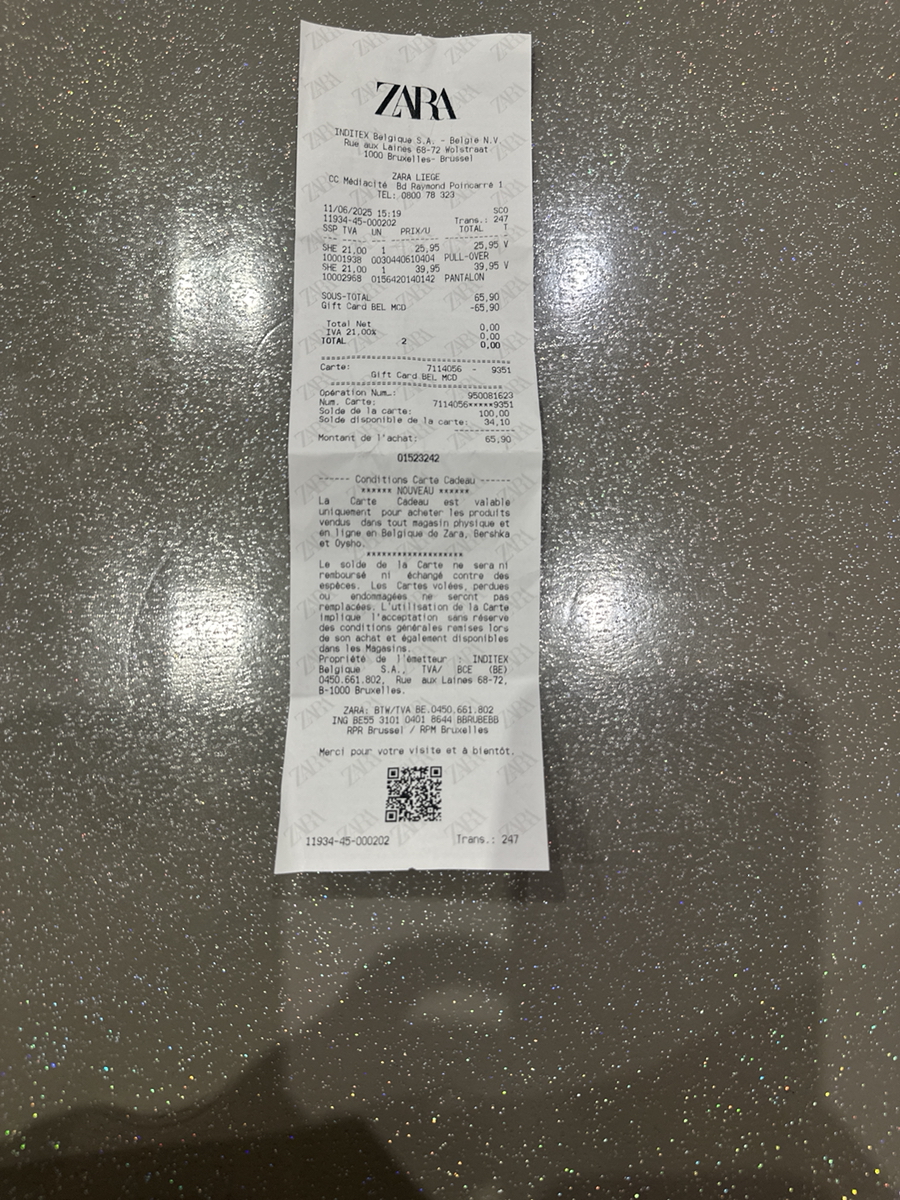 ZARA
INDITEX Belgique S.A. - Belgie N.V
Rue aux Laines 68-72 Wolstraat
1000 Bruxelles- Brussel
ZARA LIEGE
CC Médiacité Bd Raymond Poincarré 1
TEL: 0800 78 323
11/06/2025 15:19 SCO
11934-45-000202 Trans.: 247
SSP TVA UN PRIX/U TOTAL T
SHE 21,00 1 25,95 25,95 V
10001938 0030440610404 PULL-OVER
SHE 21,00 1 39,95 39,95 V
10002968 0156420140142 PANTALON
SOUS-TOTAL 65,90
Gift Card BEL MCD -65,90
Total Net 0,00
IVA 21,00% 0,00
TOTAL 2 0,00
Carte: 7114056 - 9351
Gift Card BEL MCD
Opération Num.: 950081623
Num. Carte: 7114056*****9351
Solde de la carte: 100,00
Solde disponible de la carte: 34,10
Montant de l'achat: 65,90
01523242
------ Conditions Carte Cadeau ------
****** NOUVEAU ******
La Carte Cadeau est valable
uniquement pour acheter les produits
vendus dans tout magasin physique et
en ligne en Belgique de Zara, Bershka
et Oysho.
*******************
Le solde de la Carte ne sera ni
remboursé ni échangé contre des
espèces. Les Cartes volées, perdues
ou endommagées ne seront pas
remplacées. L'utilisation de la Carte
implique l'acceptation sans réserve
des conditions générales remises lors
de son achat et également disponibles
dans les Magasins.
Propriété de l'émetteur : INDITEX
Belgique S.A., TVA/ BCE (BE)
0450.661.802, Rue aux Laines 68-72,
B-1000 Bruxelles.
ZARA: BTW/TVA BE.0450.661.802
ING BE55 3101 0401 8644 BBRUBEBB
RPR Brussel / RPM Bruxelles
Merci pour votre visite et à bientôt.
11934-45-000202 Trans.: 247